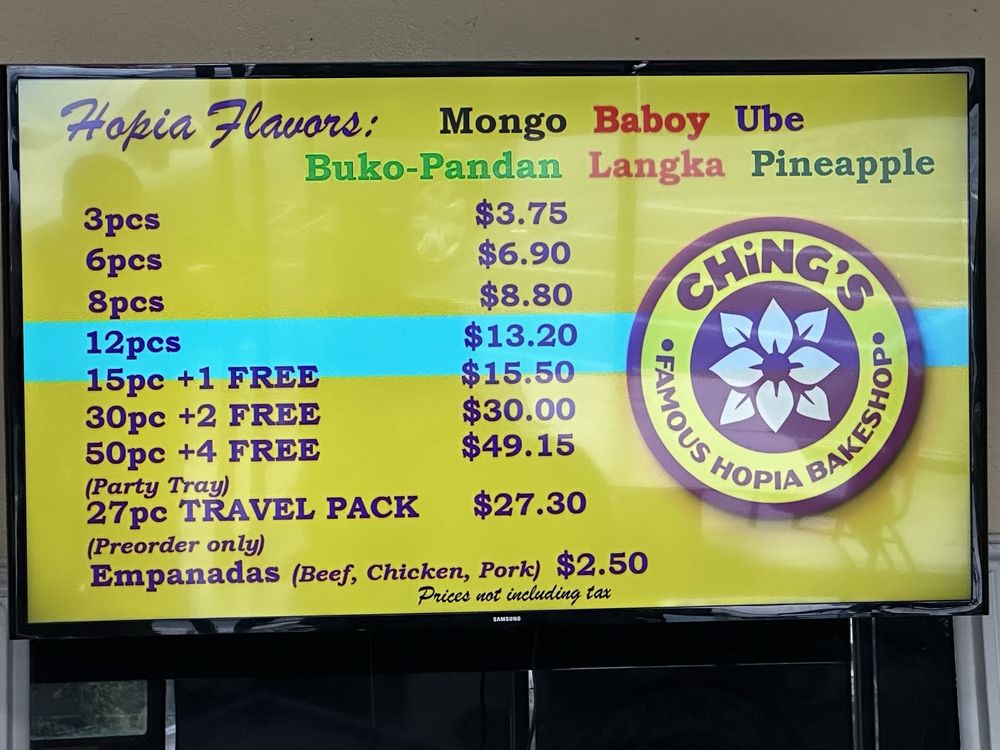 Hopia Flavors: Mongo Baboy Ube
Buko-Pandan Langka Pineapple
3pcs $3.75
6pcs $6.90
8pcs $8.80
12pcs $13.20
15pc +1 FREE $15.50
30pc +2 FREE $30.00
50pc +4 FREE $49.15
(Party Tray)
27pc TRAVEL PACK $27.30
(Preorder only)
Empanadas (Beef, Chicken, Pork) $2.50
Prices not including tax
CHiNG'S
• FAMOUS HOPIA BAKESHOP •
SAMSUNG